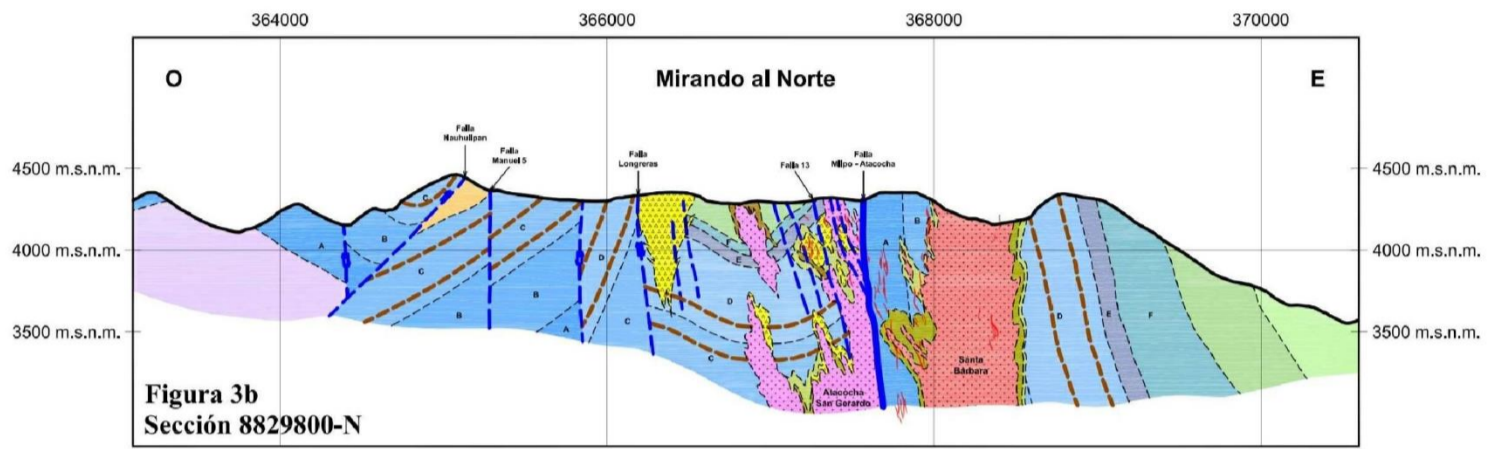 364000 366000 368000 370000
O Mirando al Norte E
Falla
Nauhuilpan
Falla
Manuel 5
Falla
Longreras
Falla 13
Falla
Milpo - Atacocha
4500 m.s.n.m. 4500 m.s.n.m.
4000 m.s.n.m. 4000 m.s.n.m.
3500 m.s.n.m. 3500 m.s.n.m.
C
A B C B
C B A D C
F E D C
A B
D E F
Santa
Bárbara
Atacocha
San Gerardo
Figura 3b
Sección 8829800-N